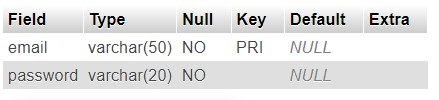 Field Type Null Key Default Extra
email varchar(50) NO PRI NULL
password varchar(20) NO NULL